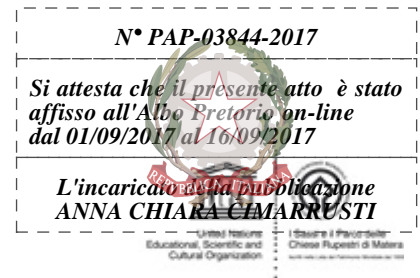 N° PAP-03844-2017
Si attesta che il presente atto è stato
affisso all'Albo Pretorio on-line
dal 01/09/2017 al 16/09/2017
L'incaricato della pubblicazione
ANNA CHIARA CIMARRUSTI
REPVBBLICA ITALIANA
United Nations
Educational, Scientific and
Cultural Organization
I Sassi e il Parco delle
Chiese Rupestri di Matera